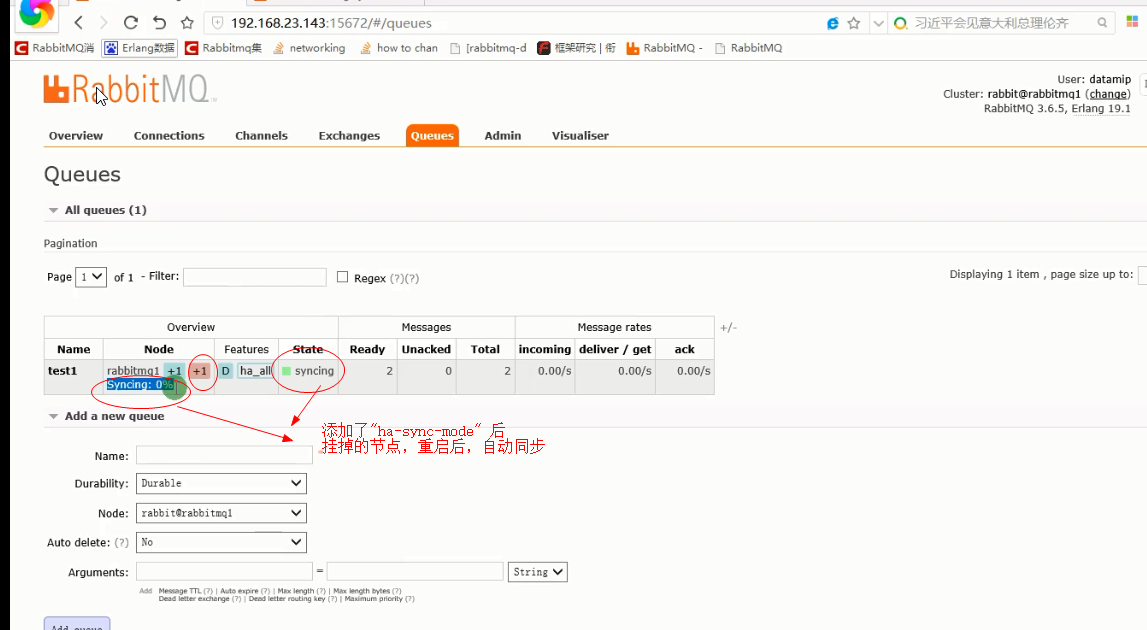 192.168.23.143:15672/#/queues
习近平会见意大利总理伦齐
RabbitMQ消 Erlang数据 Rabbitmq集 networking how to chan [rabbitmq-d 框架研究 | 衔 RabbitMQ - RabbitMQ
RabbitMQ
User: datamip
Cluster: rabbit@rabbitmq1 (change)
RabbitMQ 3.6.5, Erlang 19.1
Overview Connections Channels Exchanges Queues Admin Visualiser
Queues
All queues (1)
Pagination
Page 1 of 1 - Filter: Regex (?)(?)
Displaying 1 item , page size up to:
Overview Messages Message rates +/-
Name Node Features State Ready Unacked Total incoming deliver / get ack
test1 rabbitmq1 +1 +1 D ha_all syncing 2 0 2 0.00/s 0.00/s 0.00/s
Syncing: 0%
Add a new queue
添加了"ha-sync-mode" 后
挂掉的节点，重启后，自动同步
Name:
Durability: Durable
Node: rabbit@rabbitmq1
Auto delete: (?) No
Arguments: = String
Add Message TTL (?) | Auto expire (?) | Max length (?) | Max length bytes (?)
Dead letter exchange (?) | Dead letter routing key (?) | Maximum priority (?)
Add queue